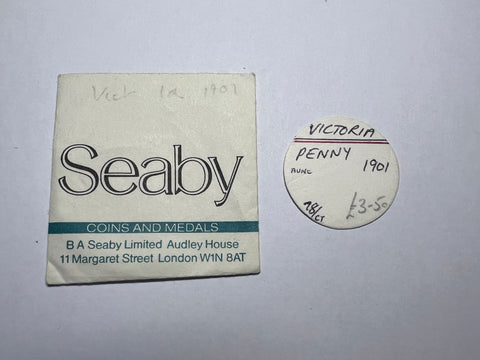 Vict 1d 1901
Seaby
COINS AND MEDALS
B A Seaby Limited Audley House
11 Margaret Street London W1N 8AT
VICTORIA
PENNY
1901
AUNC
£3-50